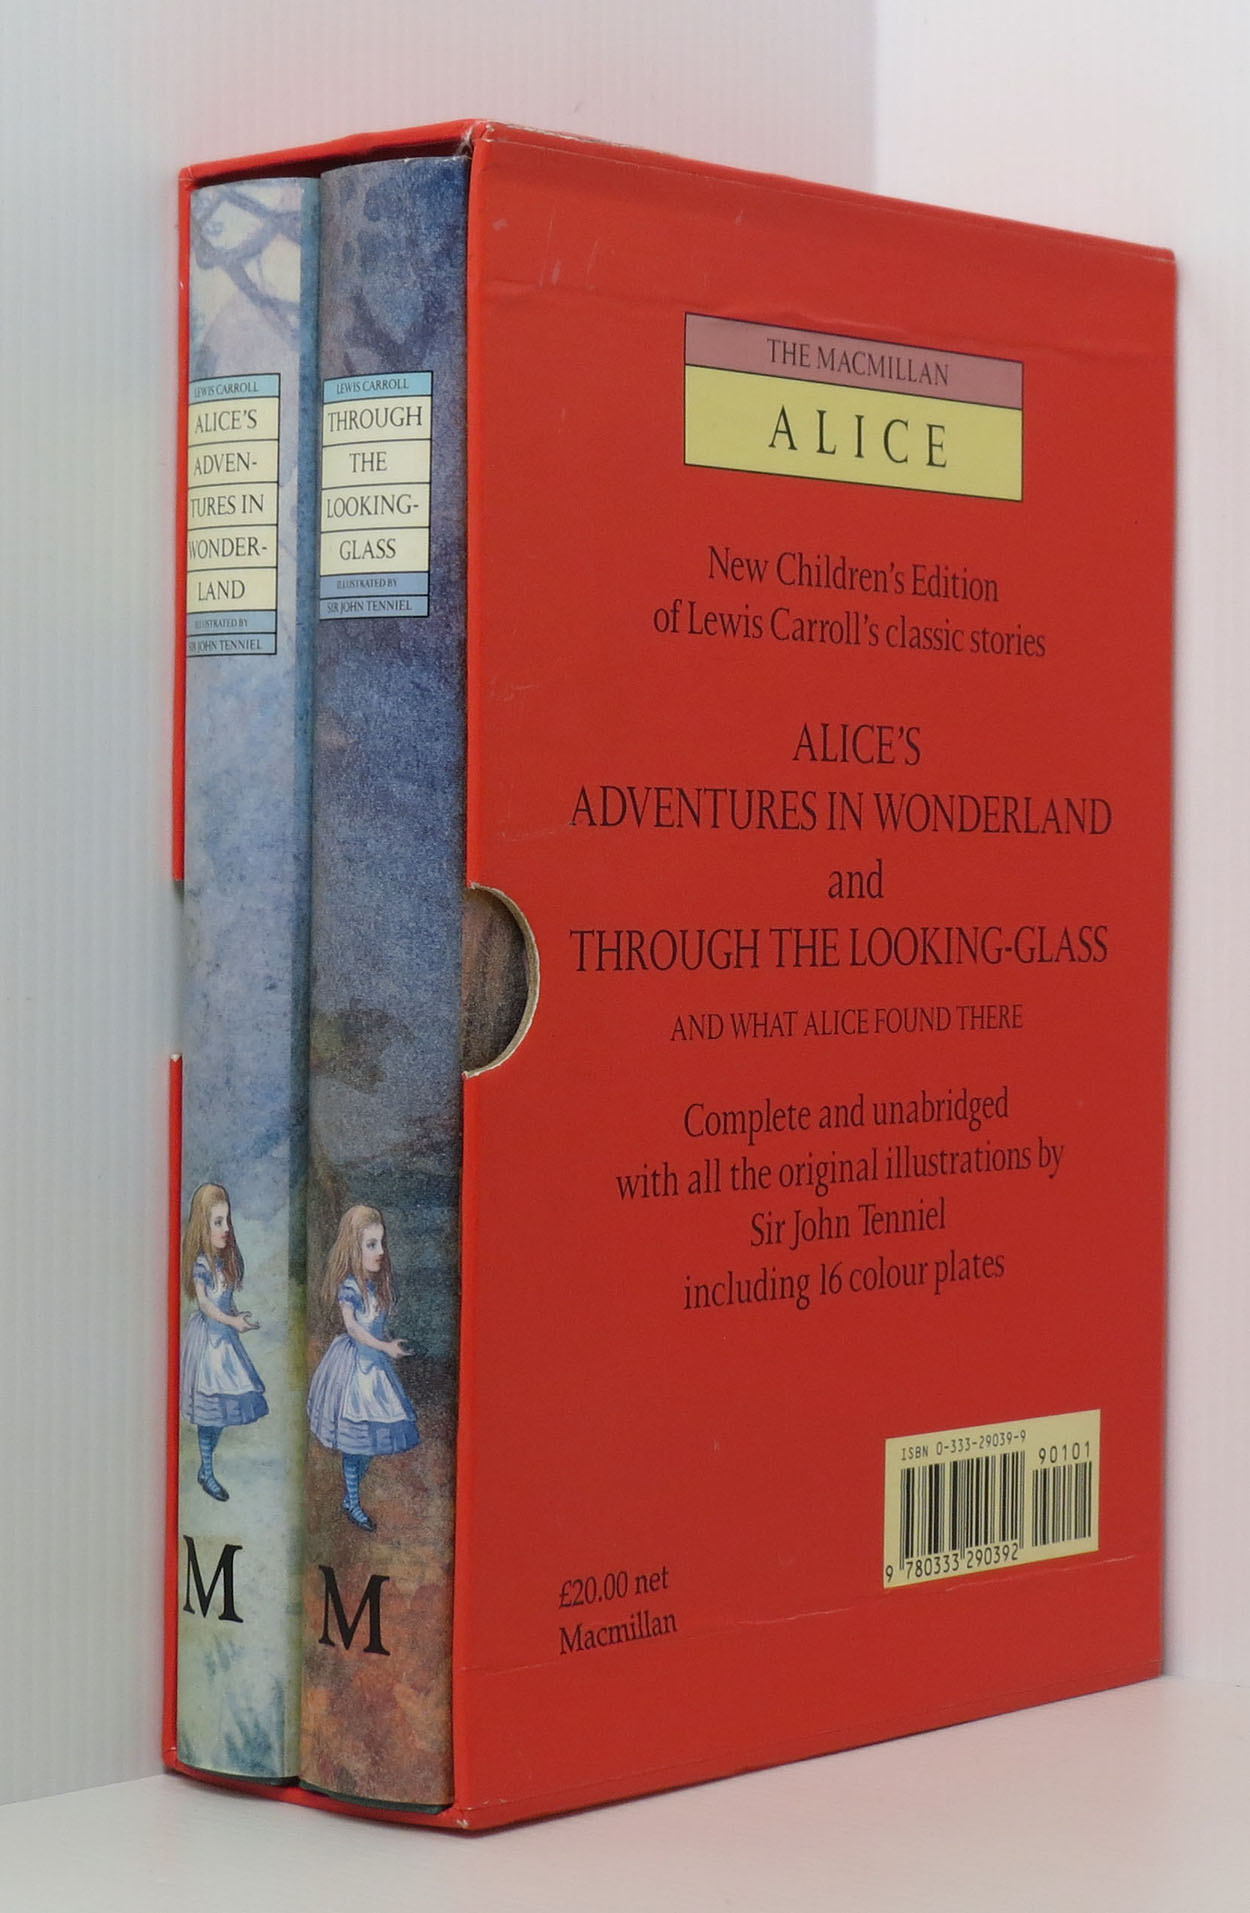 LEWIS CARROLL
ALICE'S
ADVEN-
TURES IN
WONDER-
LAND
ILLUSTRATED BY
SIR JOHN TENNIEL
M
LEWIS CARROLL
THROUGH
THE
LOOKING-
GLASS
ILLUSTRATED BY
SIR JOHN TENNIEL
M
THE MACMILLAN
ALICE
New Children's Edition
of Lewis Carroll's classic stories
ALICE'S
ADVENTURES IN WONDERLAND
and
THROUGH THE LOOKING-GLASS
AND WHAT ALICE FOUND THERE
Complete and unabridged
with all the original illustrations by
Sir John Tenniel
including 16 colour plates
ISBN 0-333-29039-9
90101
9 780333 290392
£20.00 net
Macmillan